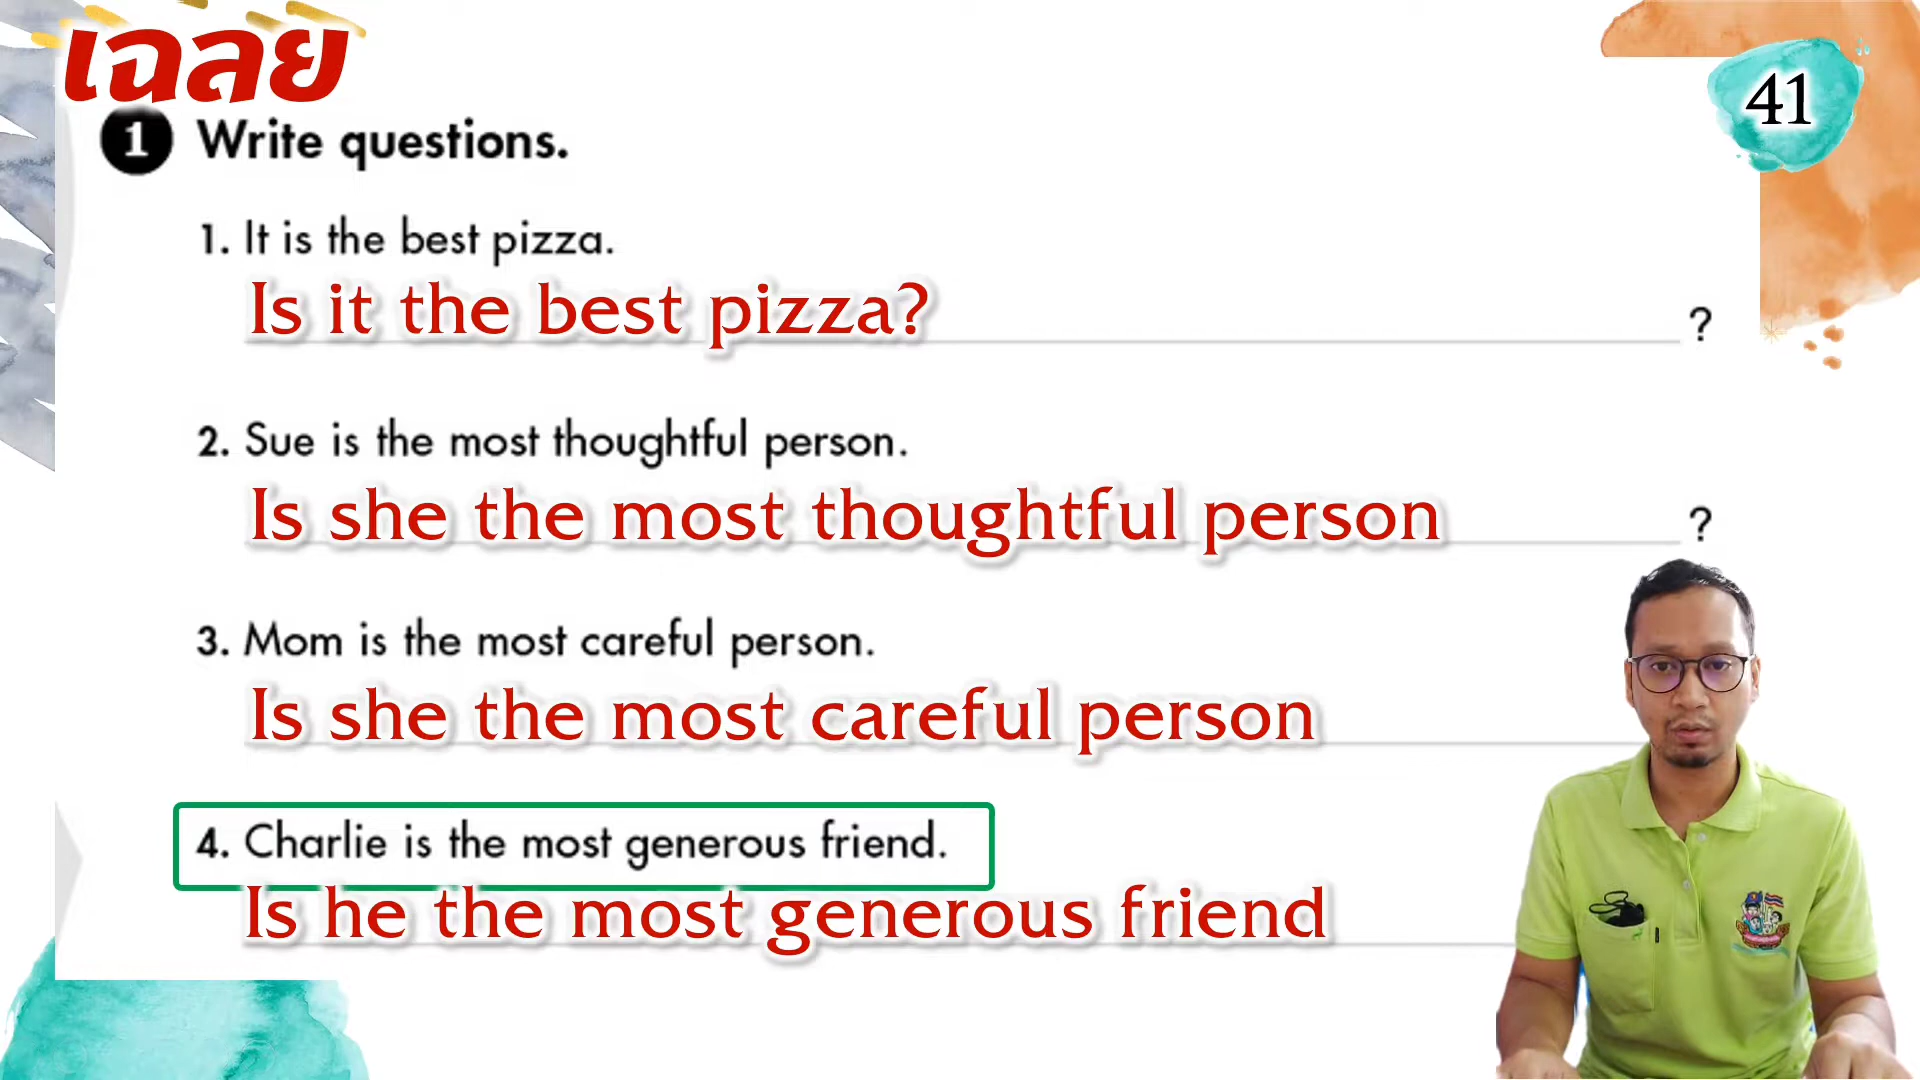 เฉลย
41
1 Write questions.
1. It is the best pizza.
Is it the best pizza?
?
2. Sue is the most thoughtful person.
Is she the most thoughtful person
?
3. Mom is the most careful person.
Is she the most careful person
4. Charlie is the most generous friend.
Is he the most generous friend